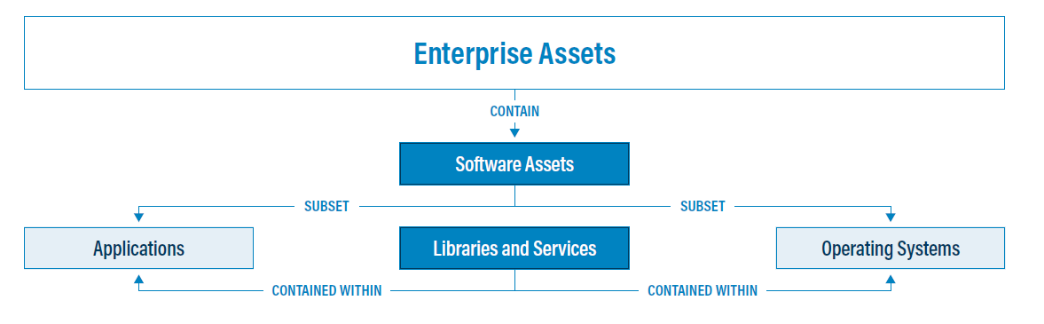 Enterprise Assets
CONTAIN
Software Assets
SUBSET
SUBSET
Applications
Libraries and Services
Operating Systems
CONTAINED WITHIN
CONTAINED WITHIN